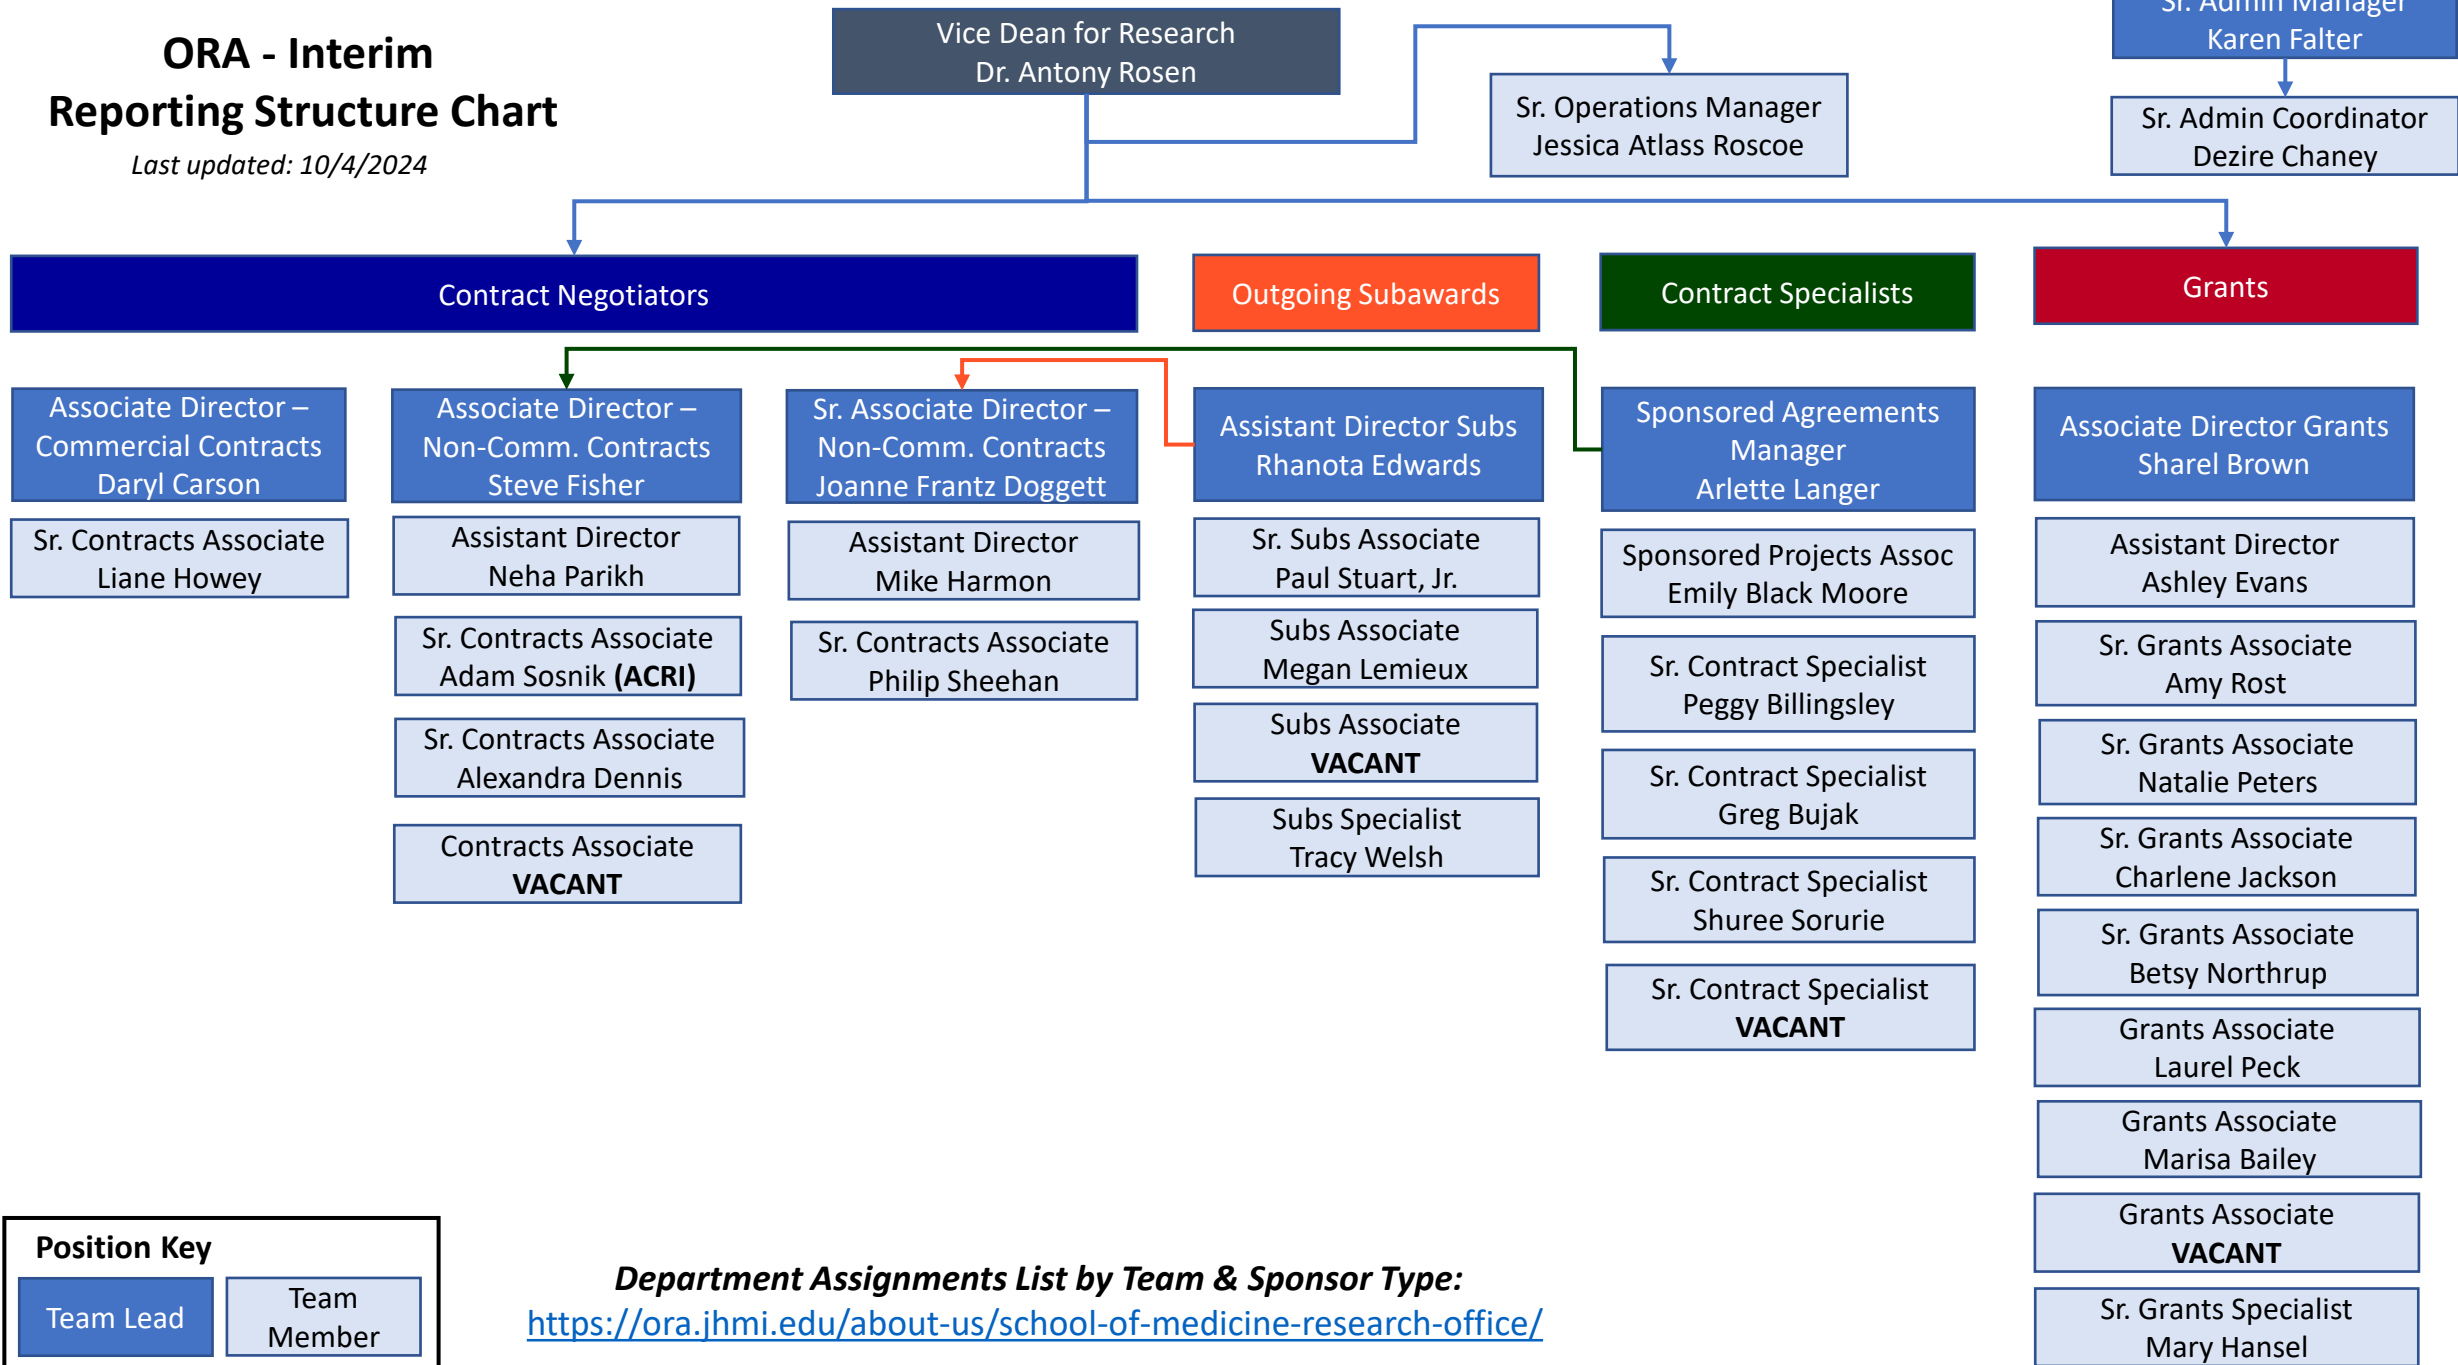 ORA - Interim
Reporting Structure Chart
Last updated: 10/4/2024
Vice Dean for Research
Dr. Antony Rosen
Sr. Operations Manager
Jessica Atlass Roscoe
Sr. Admin Manager
Karen Falter
Sr. Admin Coordinator
Dezire Chaney
Contract Negotiators
Outgoing Subawards
Contract Specialists
Grants
Associate Director –
Commercial Contracts
Daryl Carson
Sr. Contracts Associate
Liane Howey
Associate Director –
Non-Comm. Contracts
Steve Fisher
Assistant Director
Neha Parikh
Sr. Contracts Associate
Adam Sosnik (ACRI)
Sr. Contracts Associate
Alexandra Dennis
Contracts Associate
VACANT
Sr. Associate Director –
Non-Comm. Contracts
Joanne Frantz Doggett
Assistant Director
Mike Harmon
Sr. Contracts Associate
Philip Sheehan
Assistant Director Subs
Rhanota Edwards
Sr. Subs Associate
Paul Stuart, Jr.
Subs Associate
Megan Lemieux
Subs Associate
VACANT
Subs Specialist
Tracy Welsh
Sponsored Agreements
Manager
Arlette Langer
Sponsored Projects Assoc
Emily Black Moore
Sr. Contract Specialist
Peggy Billingsley
Sr. Contract Specialist
Greg Bujak
Sr. Contract Specialist
Shuree Sorurie
Sr. Contract Specialist
VACANT
Associate Director Grants
Sharel Brown
Assistant Director
Ashley Evans
Sr. Grants Associate
Amy Rost
Sr. Grants Associate
Natalie Peters
Sr. Grants Associate
Charlene Jackson
Sr. Grants Associate
Betsy Northrup
Grants Associate
Laurel Peck
Grants Associate
Marisa Bailey
Grants Associate
VACANT
Sr. Grants Specialist
Mary Hansel
Position Key
Team Lead
Team
Member
Department Assignments List by Team & Sponsor Type:
https://ora.jhmi.edu/about-us/school-of-medicine-research-office/